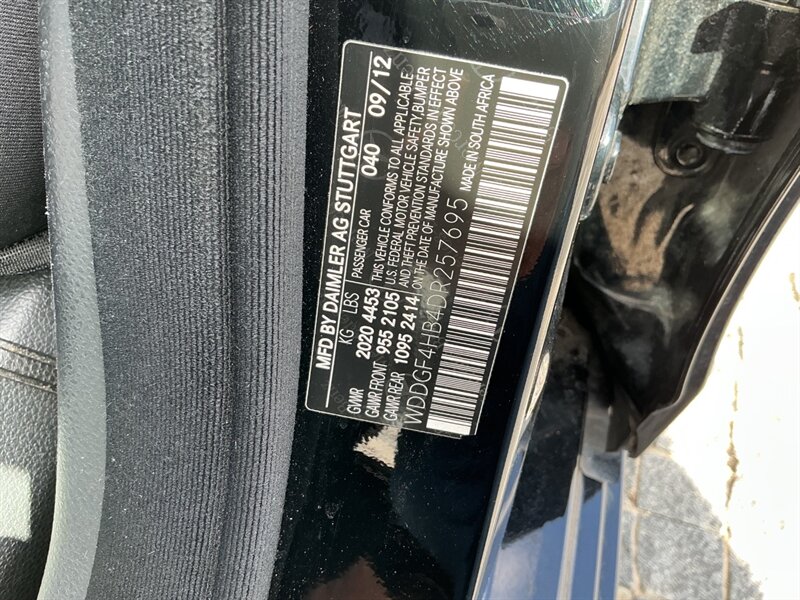 MFD BY DAIMLER AG STUTTGART
KG LBS PASSENGER CAR 040 09/12
GVWR 2020 4453 THIS VEHICLE CONFORMS TO ALL APPLICABLE
GAWR FRONT 955 2105 U.S. FEDERAL MOTOR VEHICLE SAFETY, BUMPER
GAWR REAR 1095 2414 AND THEFT PREVENTION STANDARDS IN EFFECT
ON THE DATE OF MANUFACTURE SHOWN ABOVE
WDDGF4HB4DR257695 MADE IN SOUTH AFRICA